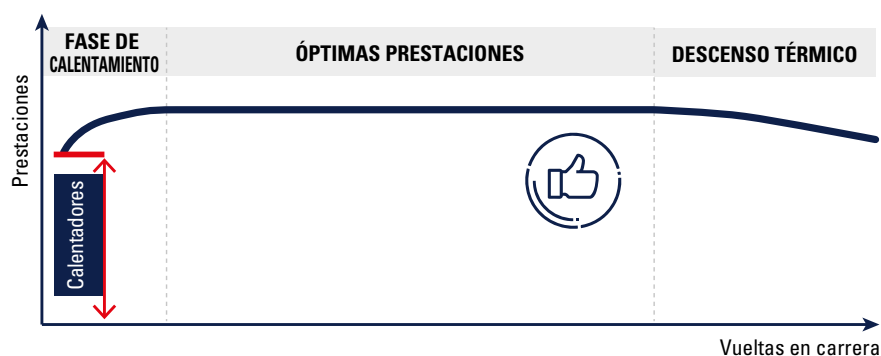 FASE DE
CALENTAMIENTO
ÓPTIMAS PRESTACIONES
DESCENSO TÉRMICO
Prestaciones
Calentadores
Vueltas en carrera